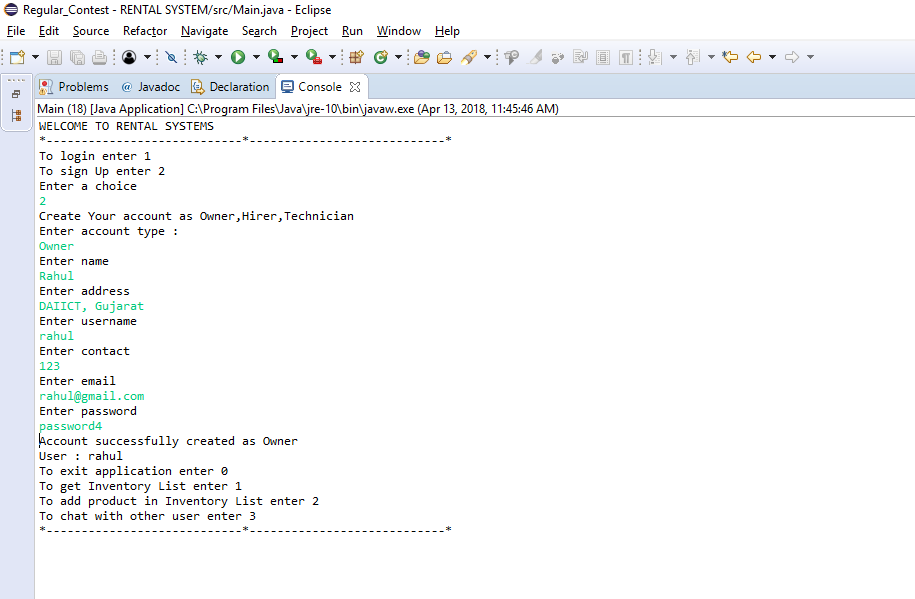 Regular_Contest - RENTAL SYSTEM/src/Main.java - Eclipse
File Edit Source Refactor Navigate Search Project Run Window Help
Problems @ Javadoc Declaration Console
Main (18) [Java Application] C:\Program Files\Java\jre-10\bin\javaw.exe (Apr 13, 2018, 11:45:46 AM)
WELCOME TO RENTAL SYSTEMS
*----------------------------*----------------------------*
To login enter 1
To sign Up enter 2
Enter a choice
2
Create Your account as Owner,Hirer,Technician
Enter account type :
Owner
Enter name
Rahul
Enter address
DAIICT, Gujarat
Enter username
rahul
Enter contact
123
Enter email
rahul@gmail.com
Enter password
password4
Account successfully created as Owner
User : rahul
To exit application enter 0
To get Inventory List enter 1
To add product in Inventory List enter 2
To chat with other user enter 3
*----------------------------*----------------------------*